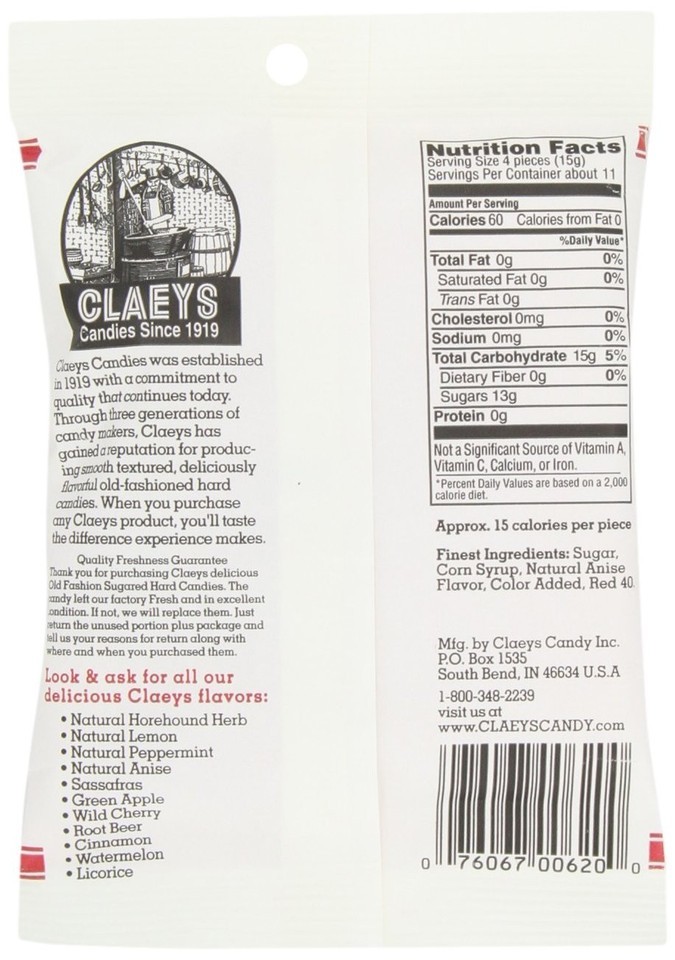 CLAEYS
Candies Since 1919
Claeys Candies was established
in 1919 with a commitment to
quality that continues today.
Through three generations of
candy makers, Claeys has
gained a reputation for produc-
ing smooth textured, deliciously
flavorful old-fashioned hard
candies. When you purchase
any Claeys product, you'll taste
the difference experience makes.
Quality Freshness Guarantee
Thank you for purchasing Claeys delicious
Old Fashion Sugared Hard Candies. The
candy left our factory Fresh and in excellent
condition. If not, we will replace them. Just
return the unused portion plus package and
tell us your reasons for return along with
where and when you purchased them.
Look & ask for all our
delicious Claeys flavors:
• Natural Horehound Herb
• Natural Lemon
• Natural Peppermint
• Natural Anise
• Sassafras
• Green Apple
• Wild Cherry
• Root Beer
• Cinnamon
• Watermelon
• Licorice
Nutrition Facts
Serving Size 4 pieces (15g)
Servings Per Container about 11
Amount Per Serving
Calories 60 Calories from Fat 0
%Daily Value*
Total Fat 0g 0%
Saturated Fat 0g 0%
Trans Fat 0g
Cholesterol 0mg 0%
Sodium 0mg 0%
Total Carbohydrate 15g 5%
Dietary Fiber 0g 0%
Sugars 13g
Protein 0g
Not a Significant Source of Vitamin A,
Vitamin C, Calcium, or Iron.
*Percent Daily Values are based on a 2,000
calorie diet.
Approx. 15 calories per piece
Finest Ingredients: Sugar,
Corn Syrup, Natural Anise
Flavor, Color Added, Red 40.
Mfg. by Claeys Candy Inc.
P.O. Box 1535
South Bend, IN 46634 U.S.A
1-800-348-2239
visit us at
www.CLAEYSCANDY.com
0 76067 00620 0